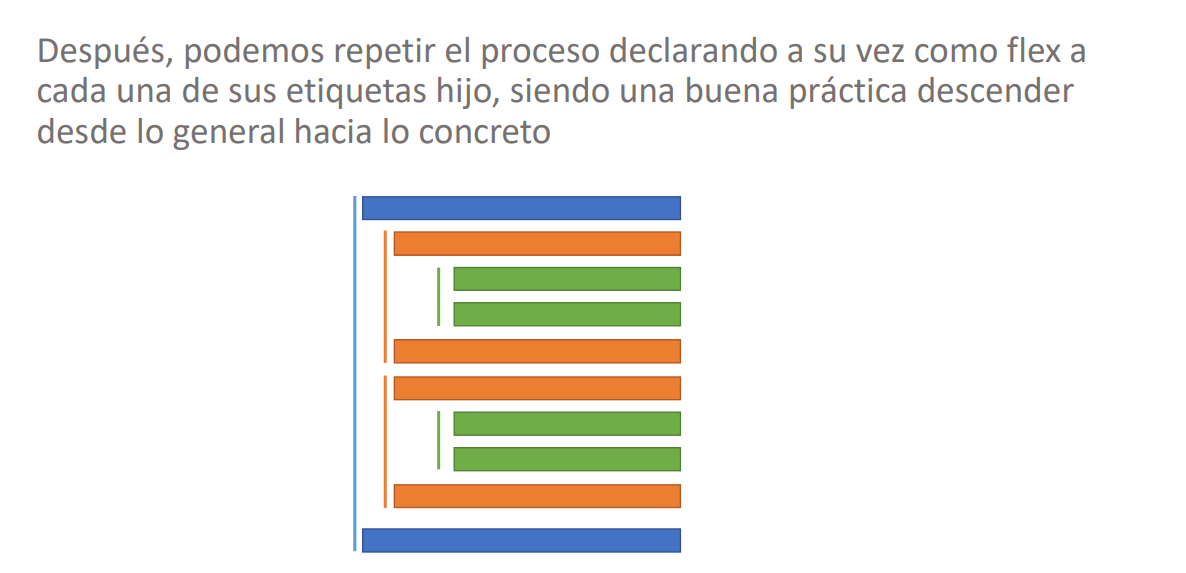 Después, podemos repetir el proceso declarando a su vez como flex a
cada una de sus etiquetas hijo, siendo una buena práctica descender
desde lo general hacia lo concreto